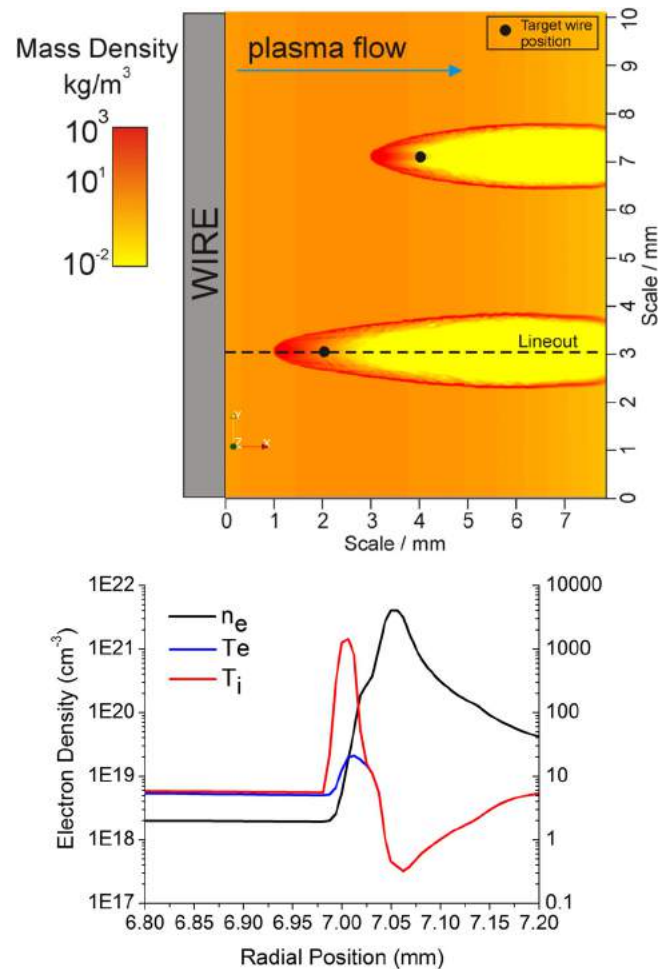 Mass Density
kg/m³
10³
10¹
10⁻²
WIRE
plasma flow
Target wire
position
Lineout
Y
Z
X
10
9
8
7
6
5
4
3
2
1
0
Scale / mm
0 1 2 3 4 5 6 7
Scale / mm
nₑ
Te
Tᵢ
1E22
1E21
1E20
1E19
1E18
1E17
Electron Density (cm⁻³)
10000
1000
100
10
1
0.1
6.80 6.85 6.90 6.95 7.00 7.05 7.10 7.15 7.20
Radial Position (mm)